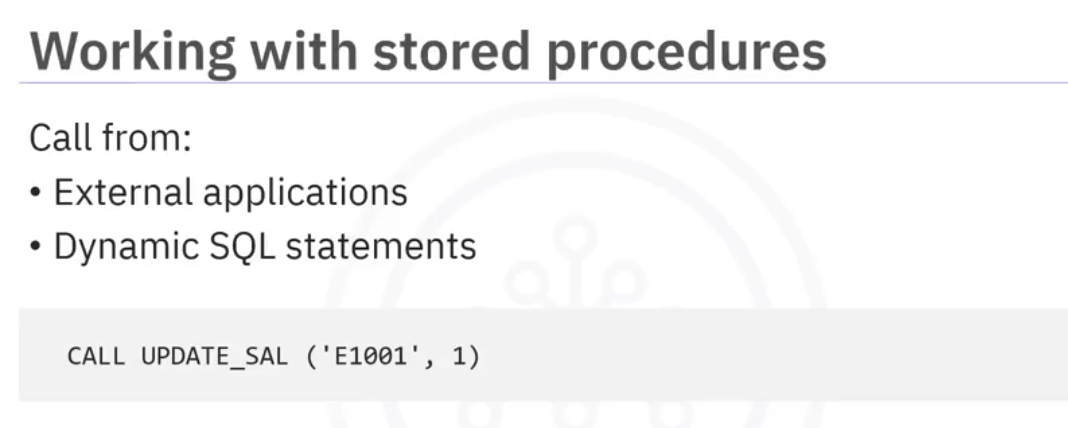 Working with stored procedures
Call from:
• External applications
• Dynamic SQL statements
CALL UPDATE_SAL ('E1001', 1)